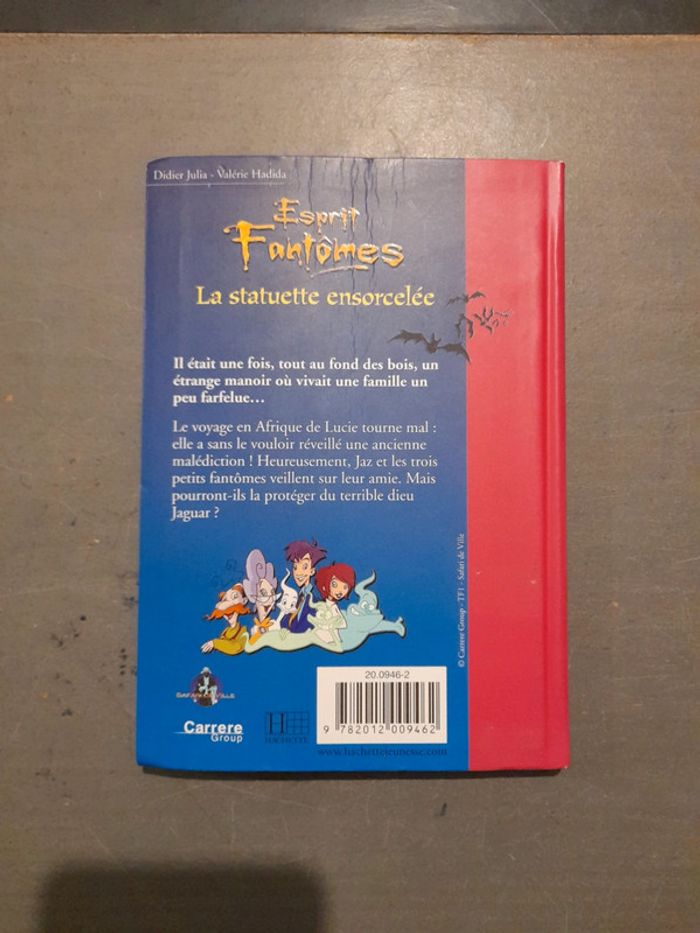 Didier Julia - Valérie Hadida
Esprit
Fantômes
La statuette ensorcelée
Il était une fois, tout au fond des bois, un
étrange manoir où vivait une famille un
peu farfelue…
Le voyage en Afrique de Lucie tourne mal :
elle a sans le vouloir réveillé une ancienne
malédiction ! Heureusement, Jaz et les trois
petits fantômes veillent sur leur amie. Mais
pourront-ils la protéger du terrible dieu
Jaguar ?
© Carrere Group - TF1 - Safari de Ville
SAFARI DE VILLE
Carrere
Group
H
HACHETTE
20.0946-2
9 782012 009462
www.hachettejeunesse.com